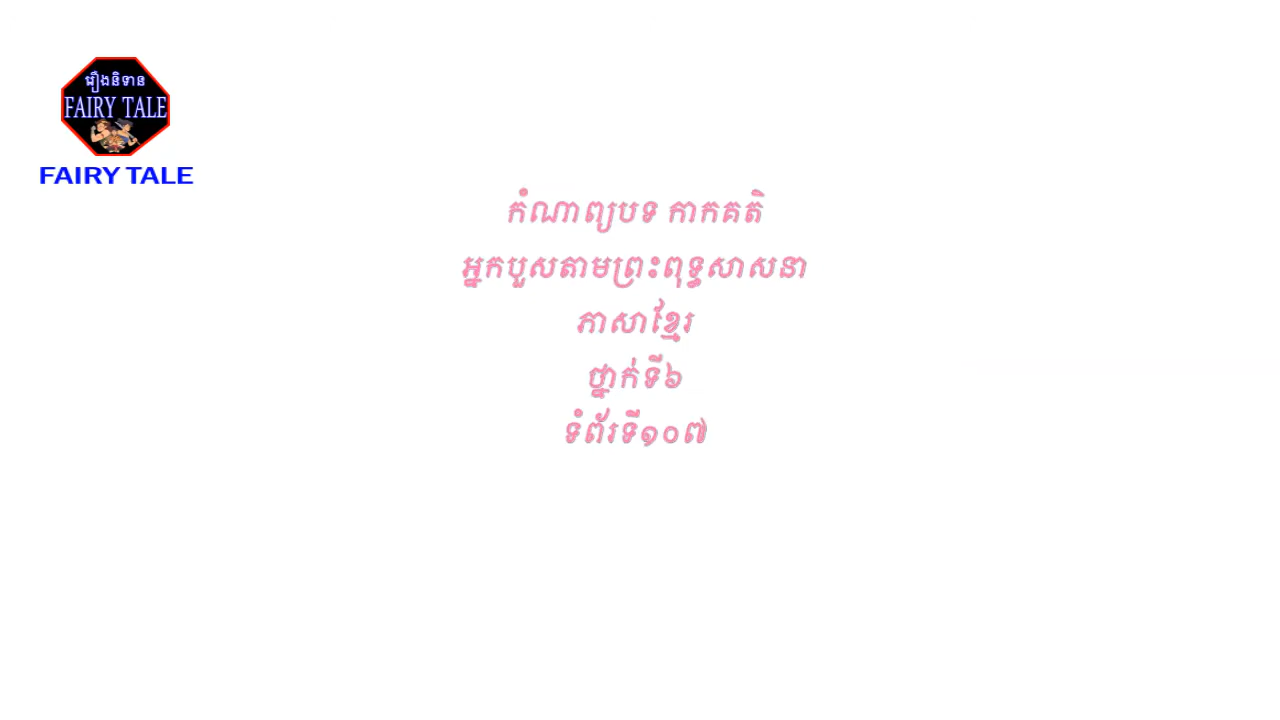 រឿងនិទាន
FAIRY TALE
FAIRY TALE
កំណាព្យបទ កាកគតិ
អ្នកបួសតាមព្រះពុទ្ធសាសនា
ភាសាខ្មែរ
ថ្នាក់ទី៦
ទំព័រទី១០៧